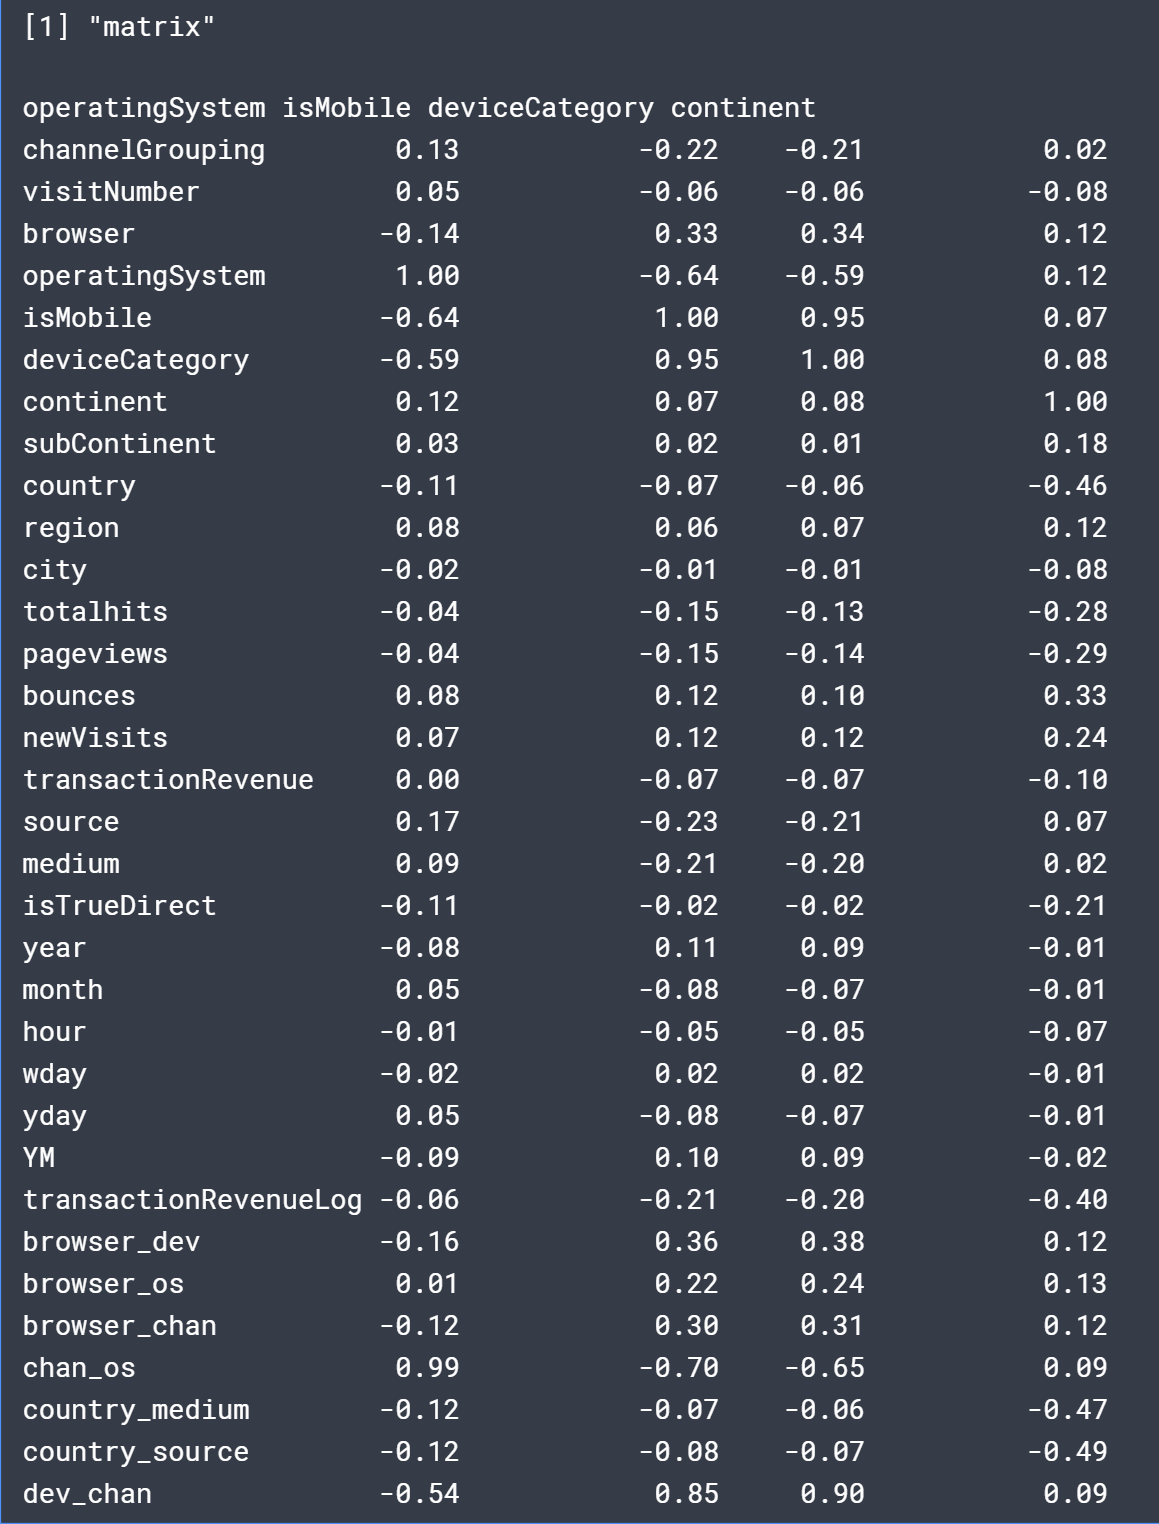 [1] "matrix"
operatingSystem isMobile deviceCategory continent
channelGrouping 0.13 -0.22 -0.21 0.02
visitNumber 0.05 -0.06 -0.06 -0.08
browser -0.14 0.33 0.34 0.12
operatingSystem 1.00 -0.64 -0.59 0.12
isMobile -0.64 1.00 0.95 0.07
deviceCategory -0.59 0.95 1.00 0.08
continent 0.12 0.07 0.08 1.00
subContinent 0.03 0.02 0.01 0.18
country -0.11 -0.07 -0.06 -0.46
region 0.08 0.06 0.07 0.12
city -0.02 -0.01 -0.01 -0.08
totalhits -0.04 -0.15 -0.13 -0.28
pageviews -0.04 -0.15 -0.14 -0.29
bounces 0.08 0.12 0.10 0.33
newVisits 0.07 0.12 0.12 0.24
transactionRevenue 0.00 -0.07 -0.07 -0.10
source 0.17 -0.23 -0.21 0.07
medium 0.09 -0.21 -0.20 0.02
isTrueDirect -0.11 -0.02 -0.02 -0.21
year -0.08 0.11 0.09 -0.01
month 0.05 -0.08 -0.07 -0.01
hour -0.01 -0.05 -0.05 -0.07
wday -0.02 0.02 0.02 -0.01
yday 0.05 -0.08 -0.07 -0.01
YM -0.09 0.10 0.09 -0.02
transactionRevenueLog -0.06 -0.21 -0.20 -0.40
browser_dev -0.16 0.36 0.38 0.12
browser_os 0.01 0.22 0.24 0.13
browser_chan -0.12 0.30 0.31 0.12
chan_os 0.99 -0.70 -0.65 0.09
country_medium -0.12 -0.07 -0.06 -0.47
country_source -0.12 -0.08 -0.07 -0.49
dev_chan -0.54 0.85 0.90 0.09